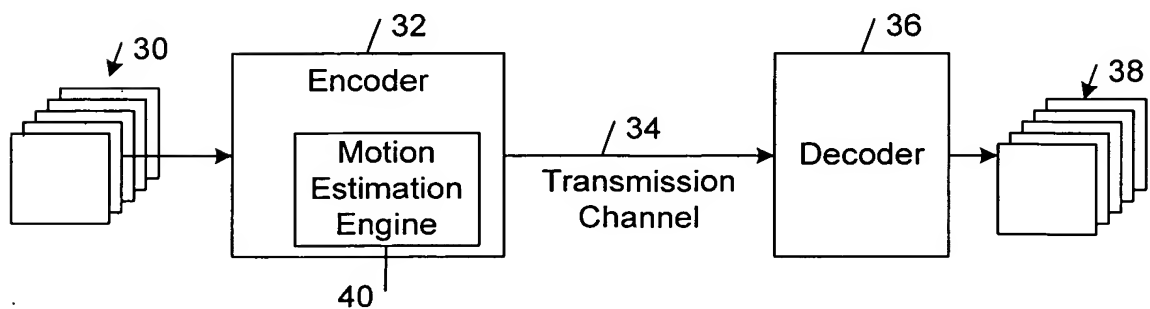 30
32
Encoder
Motion
Estimation
Engine
40
34
Transmission
Channel
36
Decoder
38